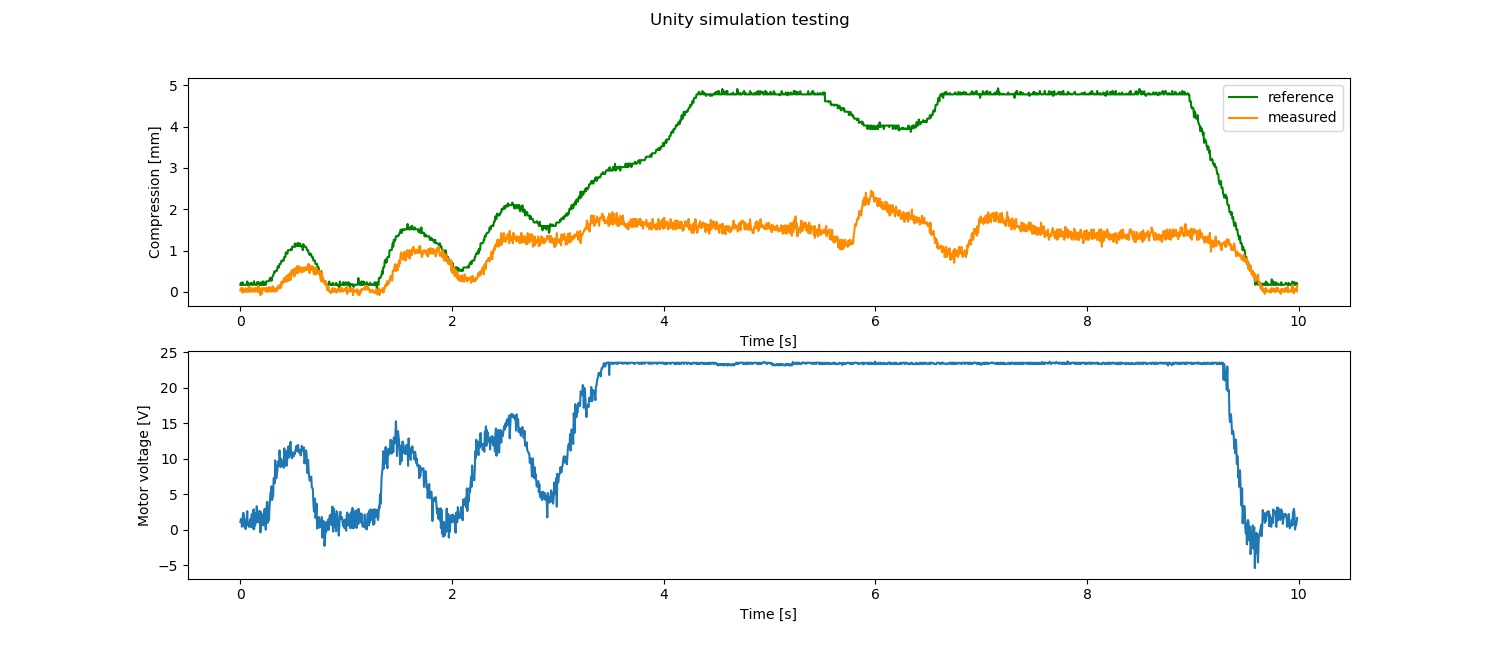 Unity simulation testing
5
4
3
2
1
0
Compression [mm]
reference
measured
0 2 4 6 8 10
Time [s]
25
20
15
10
5
0
−5
Motor voltage [V]
0 2 4 6 8 10
Time [s]